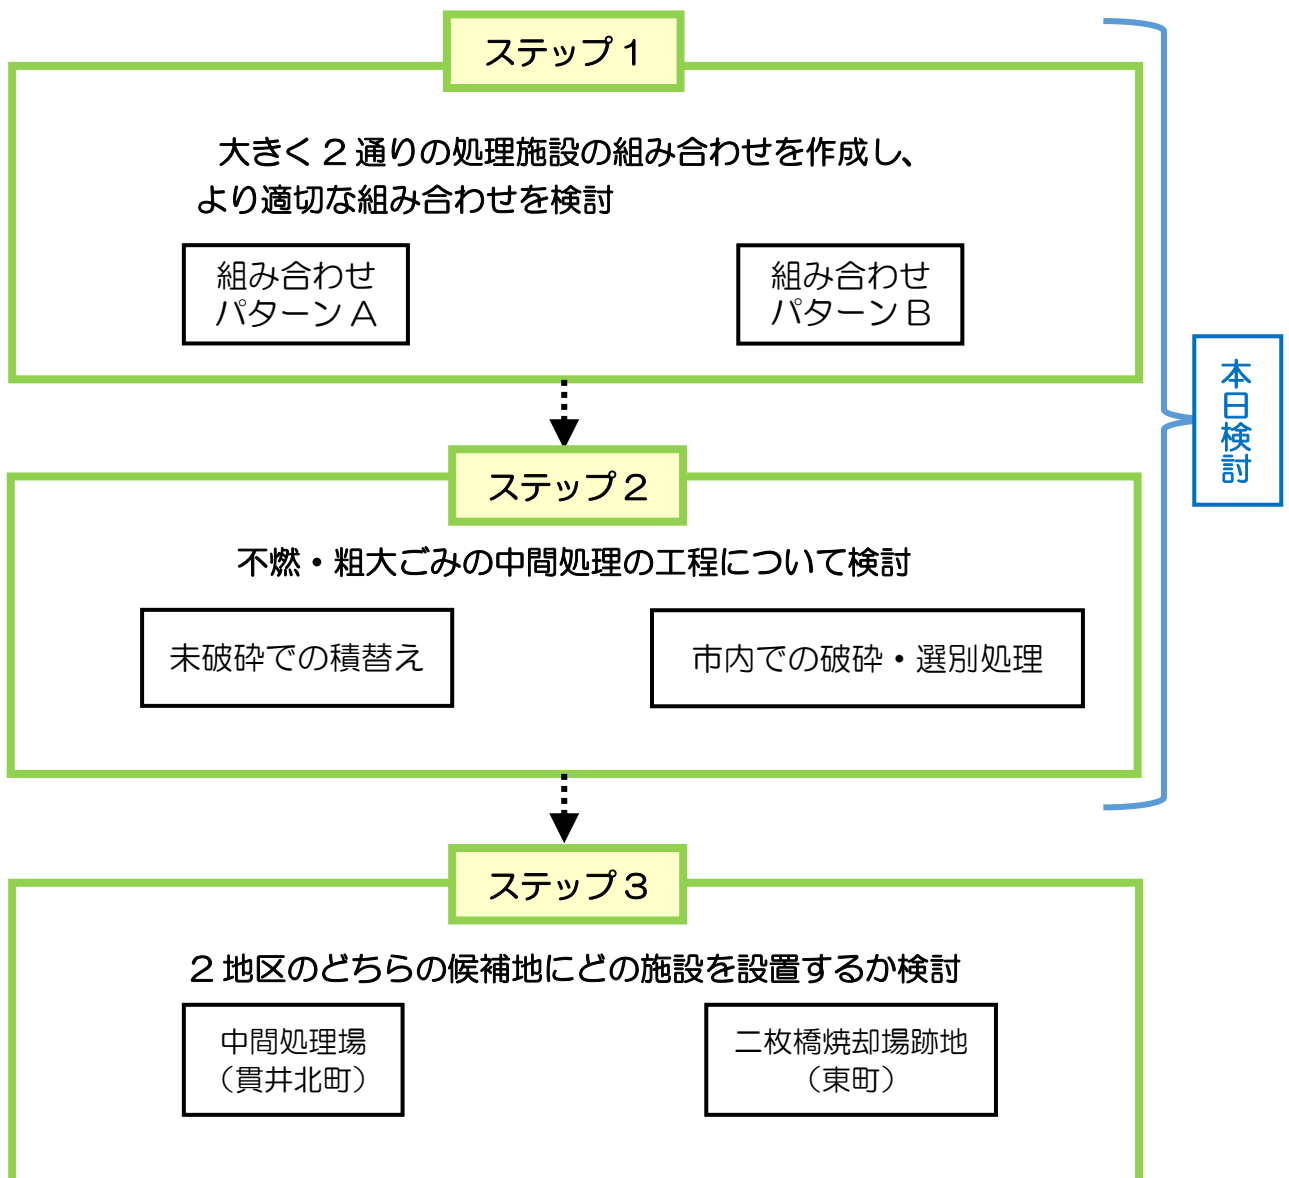 ステップ１
大きく２通りの処理施設の組み合わせを作成し、
より適切な組み合わせを検討
組み合わせ
パターンＡ
組み合わせ
パターンＢ
本日検討
ステップ２
不燃・粗大ごみの中間処理の工程について検討
未破砕での積替え
市内での破砕・選別処理
ステップ３
２地区のどちらの候補地にどの施設を設置するか検討
中間処理場
（貫井北町）
二枚橋焼却場跡地
（東町）